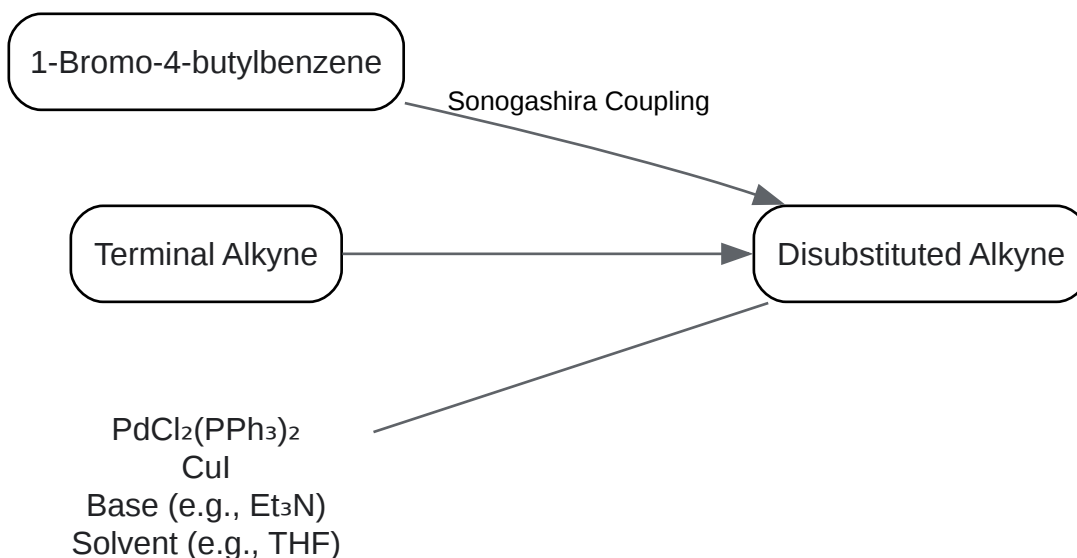 1-Bromo-4-butylbenzene
Sonogashira Coupling
Terminal Alkyne
Disubstituted Alkyne
PdCl₂(PPh₃)₂
CuI
Base (e.g., Et₃N)
Solvent (e.g., THF)